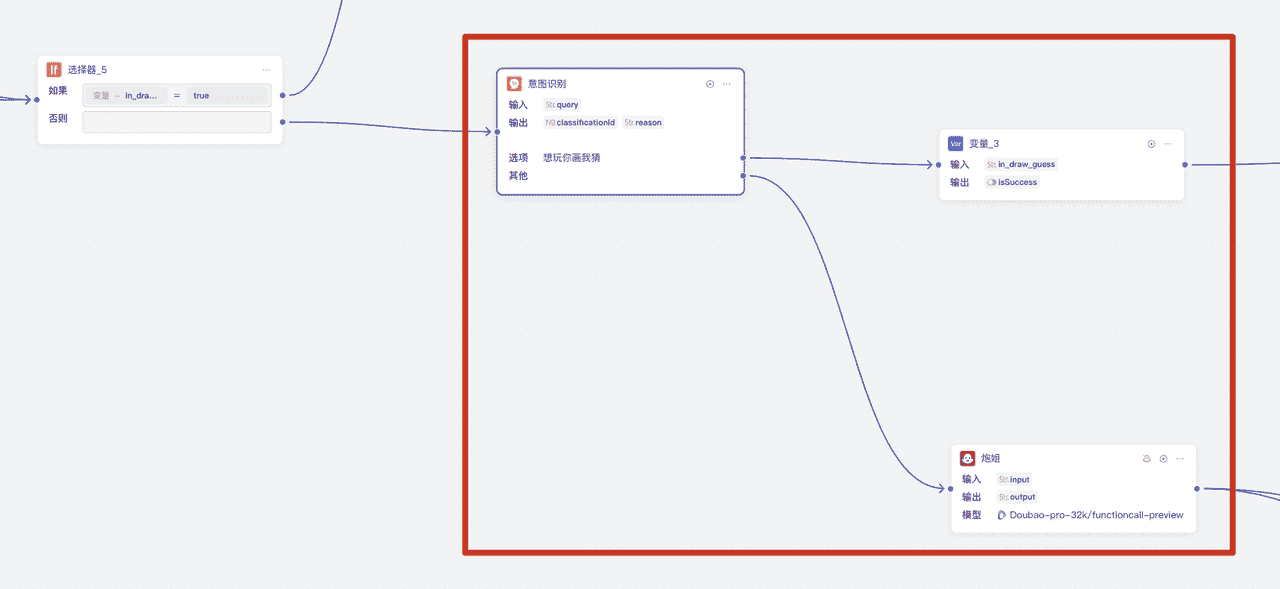 选择器_5
如果 变量 - in_dra... = true
否则
意图识别
输入 Str. query
输出 classificationId Str. reason
选项 想玩你画我猜
其他
Var 变量_3
输入 Str. in_draw_guess
输出 isSuccess
炮姐
输入 Str. input
输出 Str. output
模型 Doubao-pro-32k/functioncall-preview